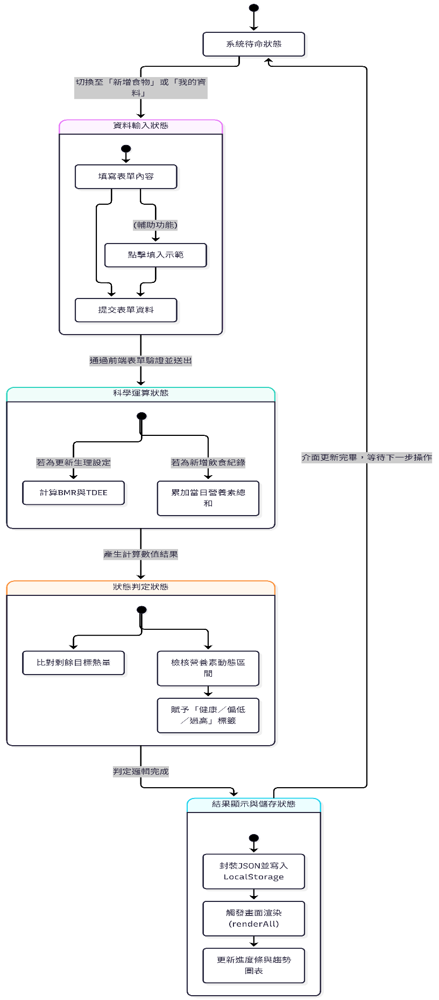 系統待命狀態
切換至「新增食物」或「我的資
料」
資料輸入狀態
填寫表單內容
(輔助功能)
點擊填入示範
提交表單資料
通過前端表單驗證並送出
科學運算狀態
若為更新生理設定
若為新增飲食紀錄
計算BMR與TDEE
累加當日營養素總
和
介面更新完畢，等待下一步操作
產生計算數值結果
狀態判定狀態
比對剩餘目標熱量
檢核營養素動態區
間
賦予「健康／偏低
／過高」標籤
判定邏輯完成
結果顯示與儲存狀態
封裝JSON並寫入
LocalStorage
觸發畫面渲染
(renderAll)
更新進度條與趨勢
圖表